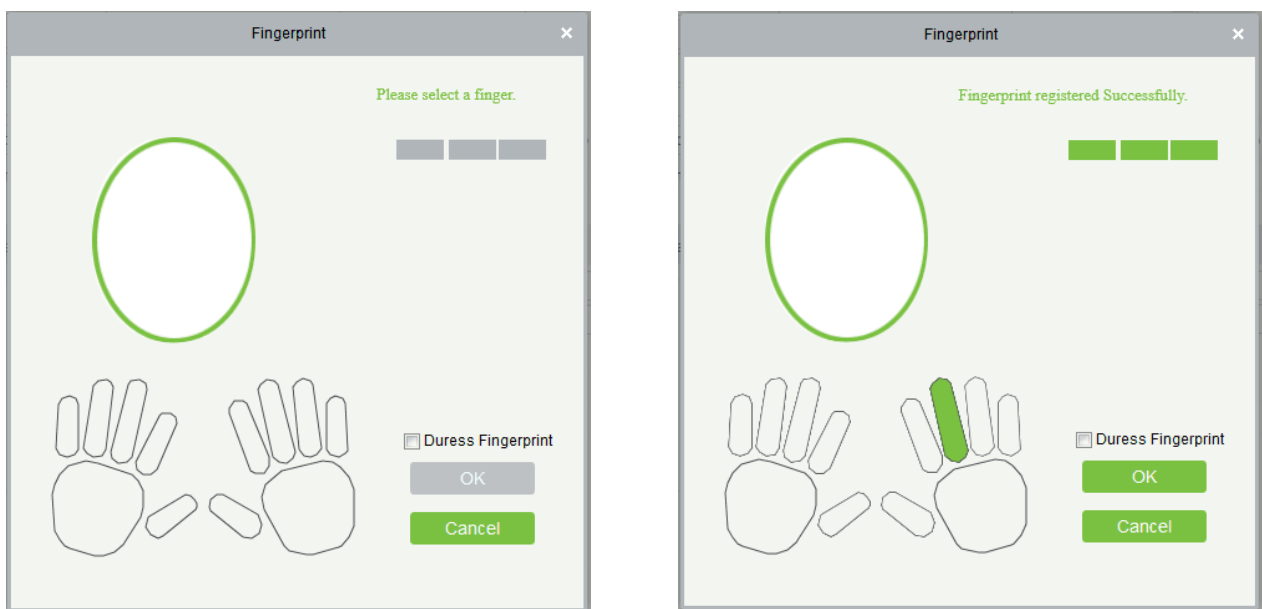 Fingerprint ×
Please select a finger.
Duress Fingerprint
OK
Cancel
Fingerprint ×
Fingerprint registered Successfully.
Duress Fingerprint
OK
Cancel